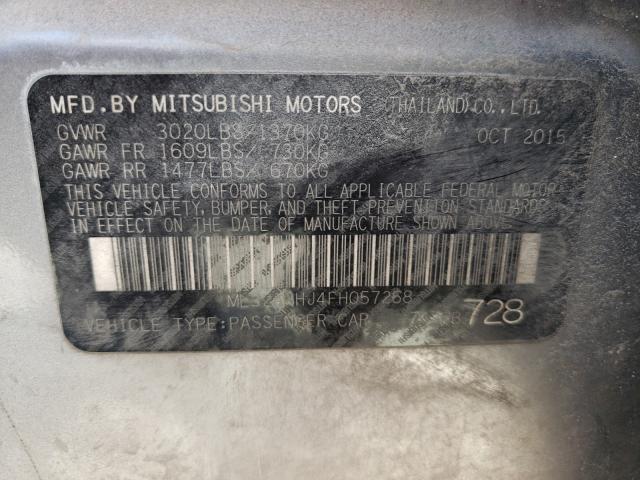 MFD.BY MITSUBISHI MOTORS (THAILAND)CO.,LTD.
GVWR 3020LBS/1370KG OCT 2015
GAWR FR 1609LBS/ 730KG
GAWR RR 1477LBS/ 670KG
THIS VEHICLE CONFORMS TO ALL APPLICABLE FEDERAL MOTOR
VEHICLE SAFETY, BUMPER, AND THEFT PREVENTION STANDARDS
IN EFFECT ON THE DATE OF MANUFACTURE SHOWN ABOVE.
VEHICLE TYPE:PASSENGER CAR 728